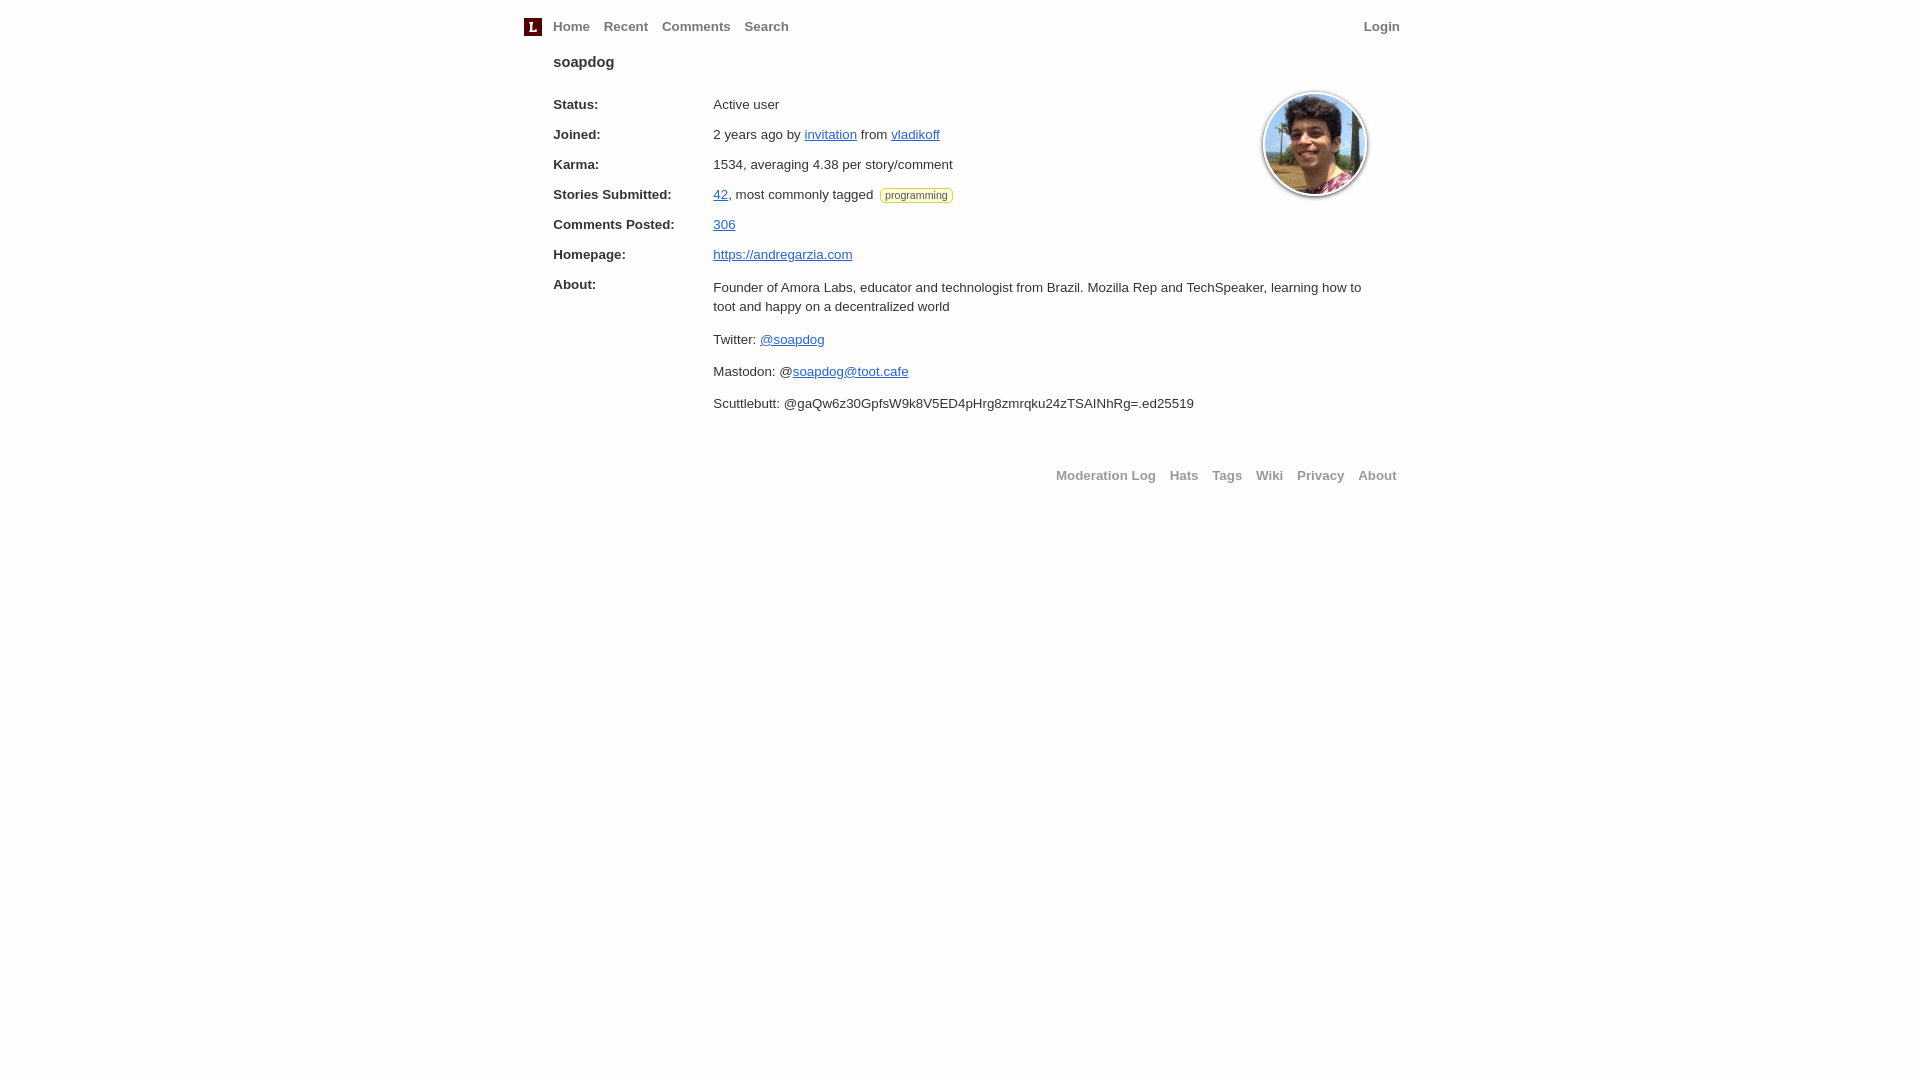 L Home Recent Comments Search Login
soapdog
Status: Active user
Joined: 2 years ago by invitation from vladikoff
Karma: 1534, averaging 4.38 per story/comment
Stories Submitted: 42, most commonly tagged programming
Comments Posted: 306
Homepage: https://andregarzia.com
About: Founder of Amora Labs, educator and technologist from Brazil. Mozilla Rep and TechSpeaker, learning how to
toot and happy on a decentralized world
Twitter: @soapdog
Mastodon: @soapdog@toot.cafe
Scuttlebutt: @gaQw6z30GpfsW9k8V5ED4pHrg8zmrqku24zTSAINhRg=.ed25519
Moderation Log Hats Tags Wiki Privacy About